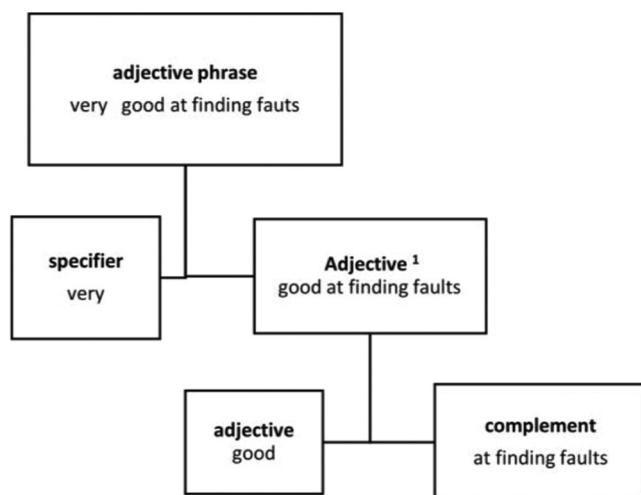 adjective phrase
very good at finding fauts
specifier
very
Adjective ¹
good at finding faults
adjective
good
complement
at finding faults